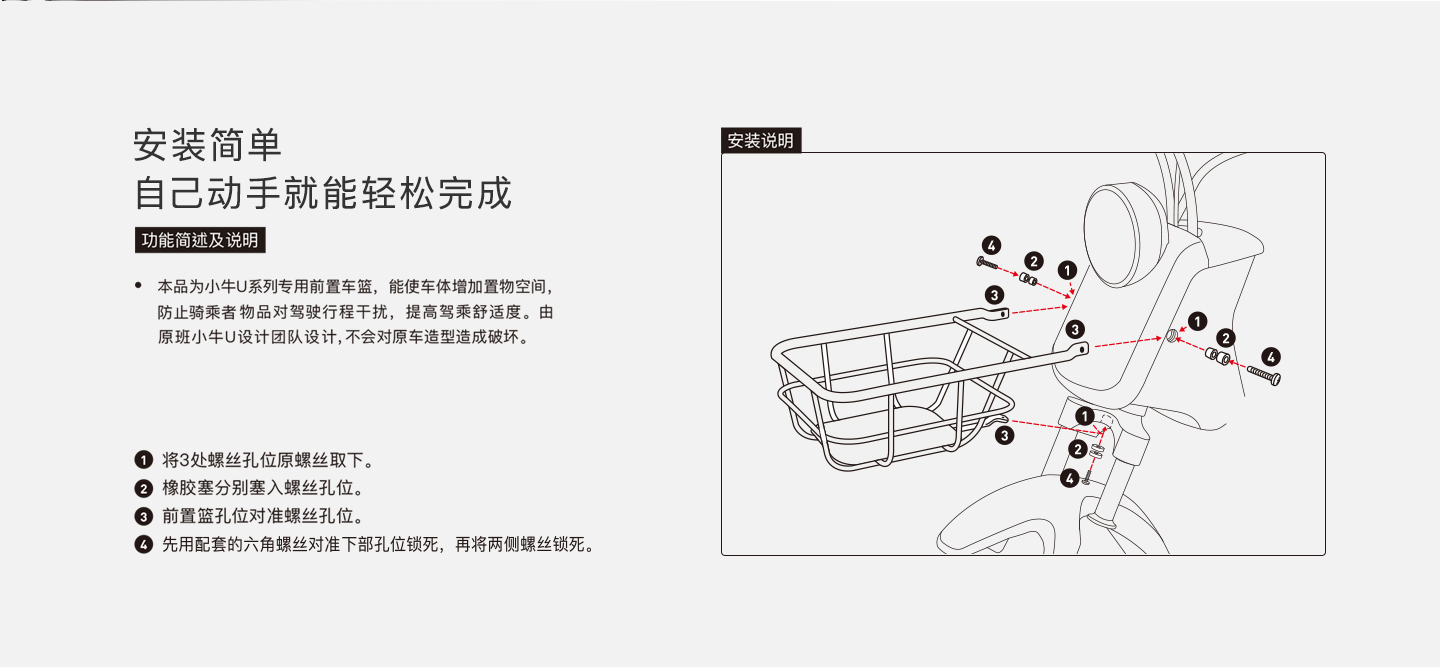 安装简单
自己动手就能轻松完成
功能简述及说明
• 本品为小牛U系列专用前置车篮，能使车体增加置物空间，
防止骑乘者物品对驾驶行程干扰，提高驾乘舒适度。由
原班小牛U设计团队设计，不会对原车造型造成破坏。
1 将3处螺丝孔位原螺丝取下。
2 橡胶塞分别塞入螺丝孔位。
3 前置篮孔位对准螺丝孔位。
4 先用配套的六角螺丝对准下部孔位锁死，再将两侧螺丝锁死。
安装说明
4
2
1
3
3
1
2
4
1
3
2
4